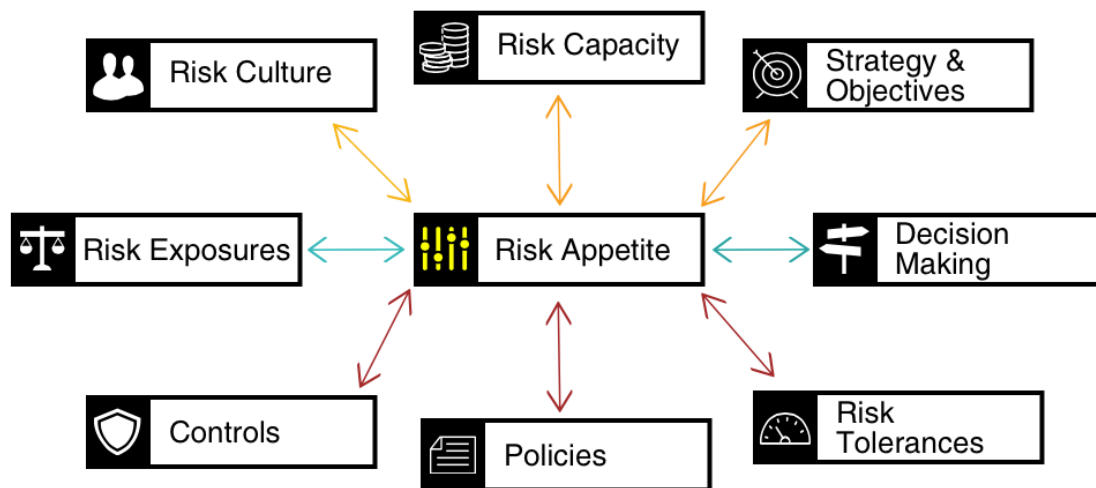 Risk Culture
Risk Capacity
Strategy &
Objectives
Risk Exposures
Risk Appetite
Decision
Making
Controls
Policies
Risk
Tolerances